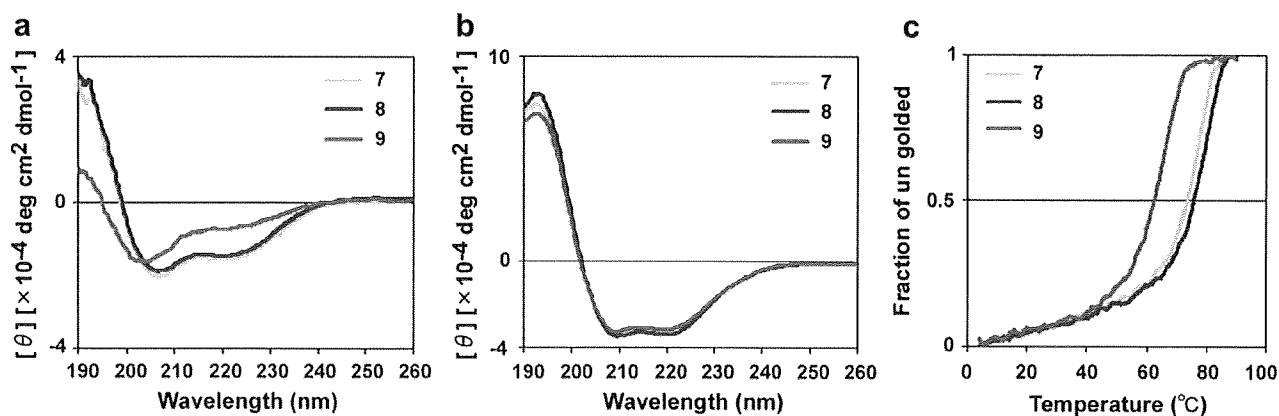 a
[θ] [×10-4 deg cm2 dmol-1]
4
0
-4
7
8
9
190 200 210 220 230 240 250 260
Wavelength (nm)
b
[θ] [×10-4 deg cm2 dmol-1]
10
0
-4
7
8
9
190 200 210 220 230 240 250 260
Wavelength (nm)
c
Fraction of un golded
1
0.5
0
7
8
9
0 20 40 60 80 100
Temperature (℃)